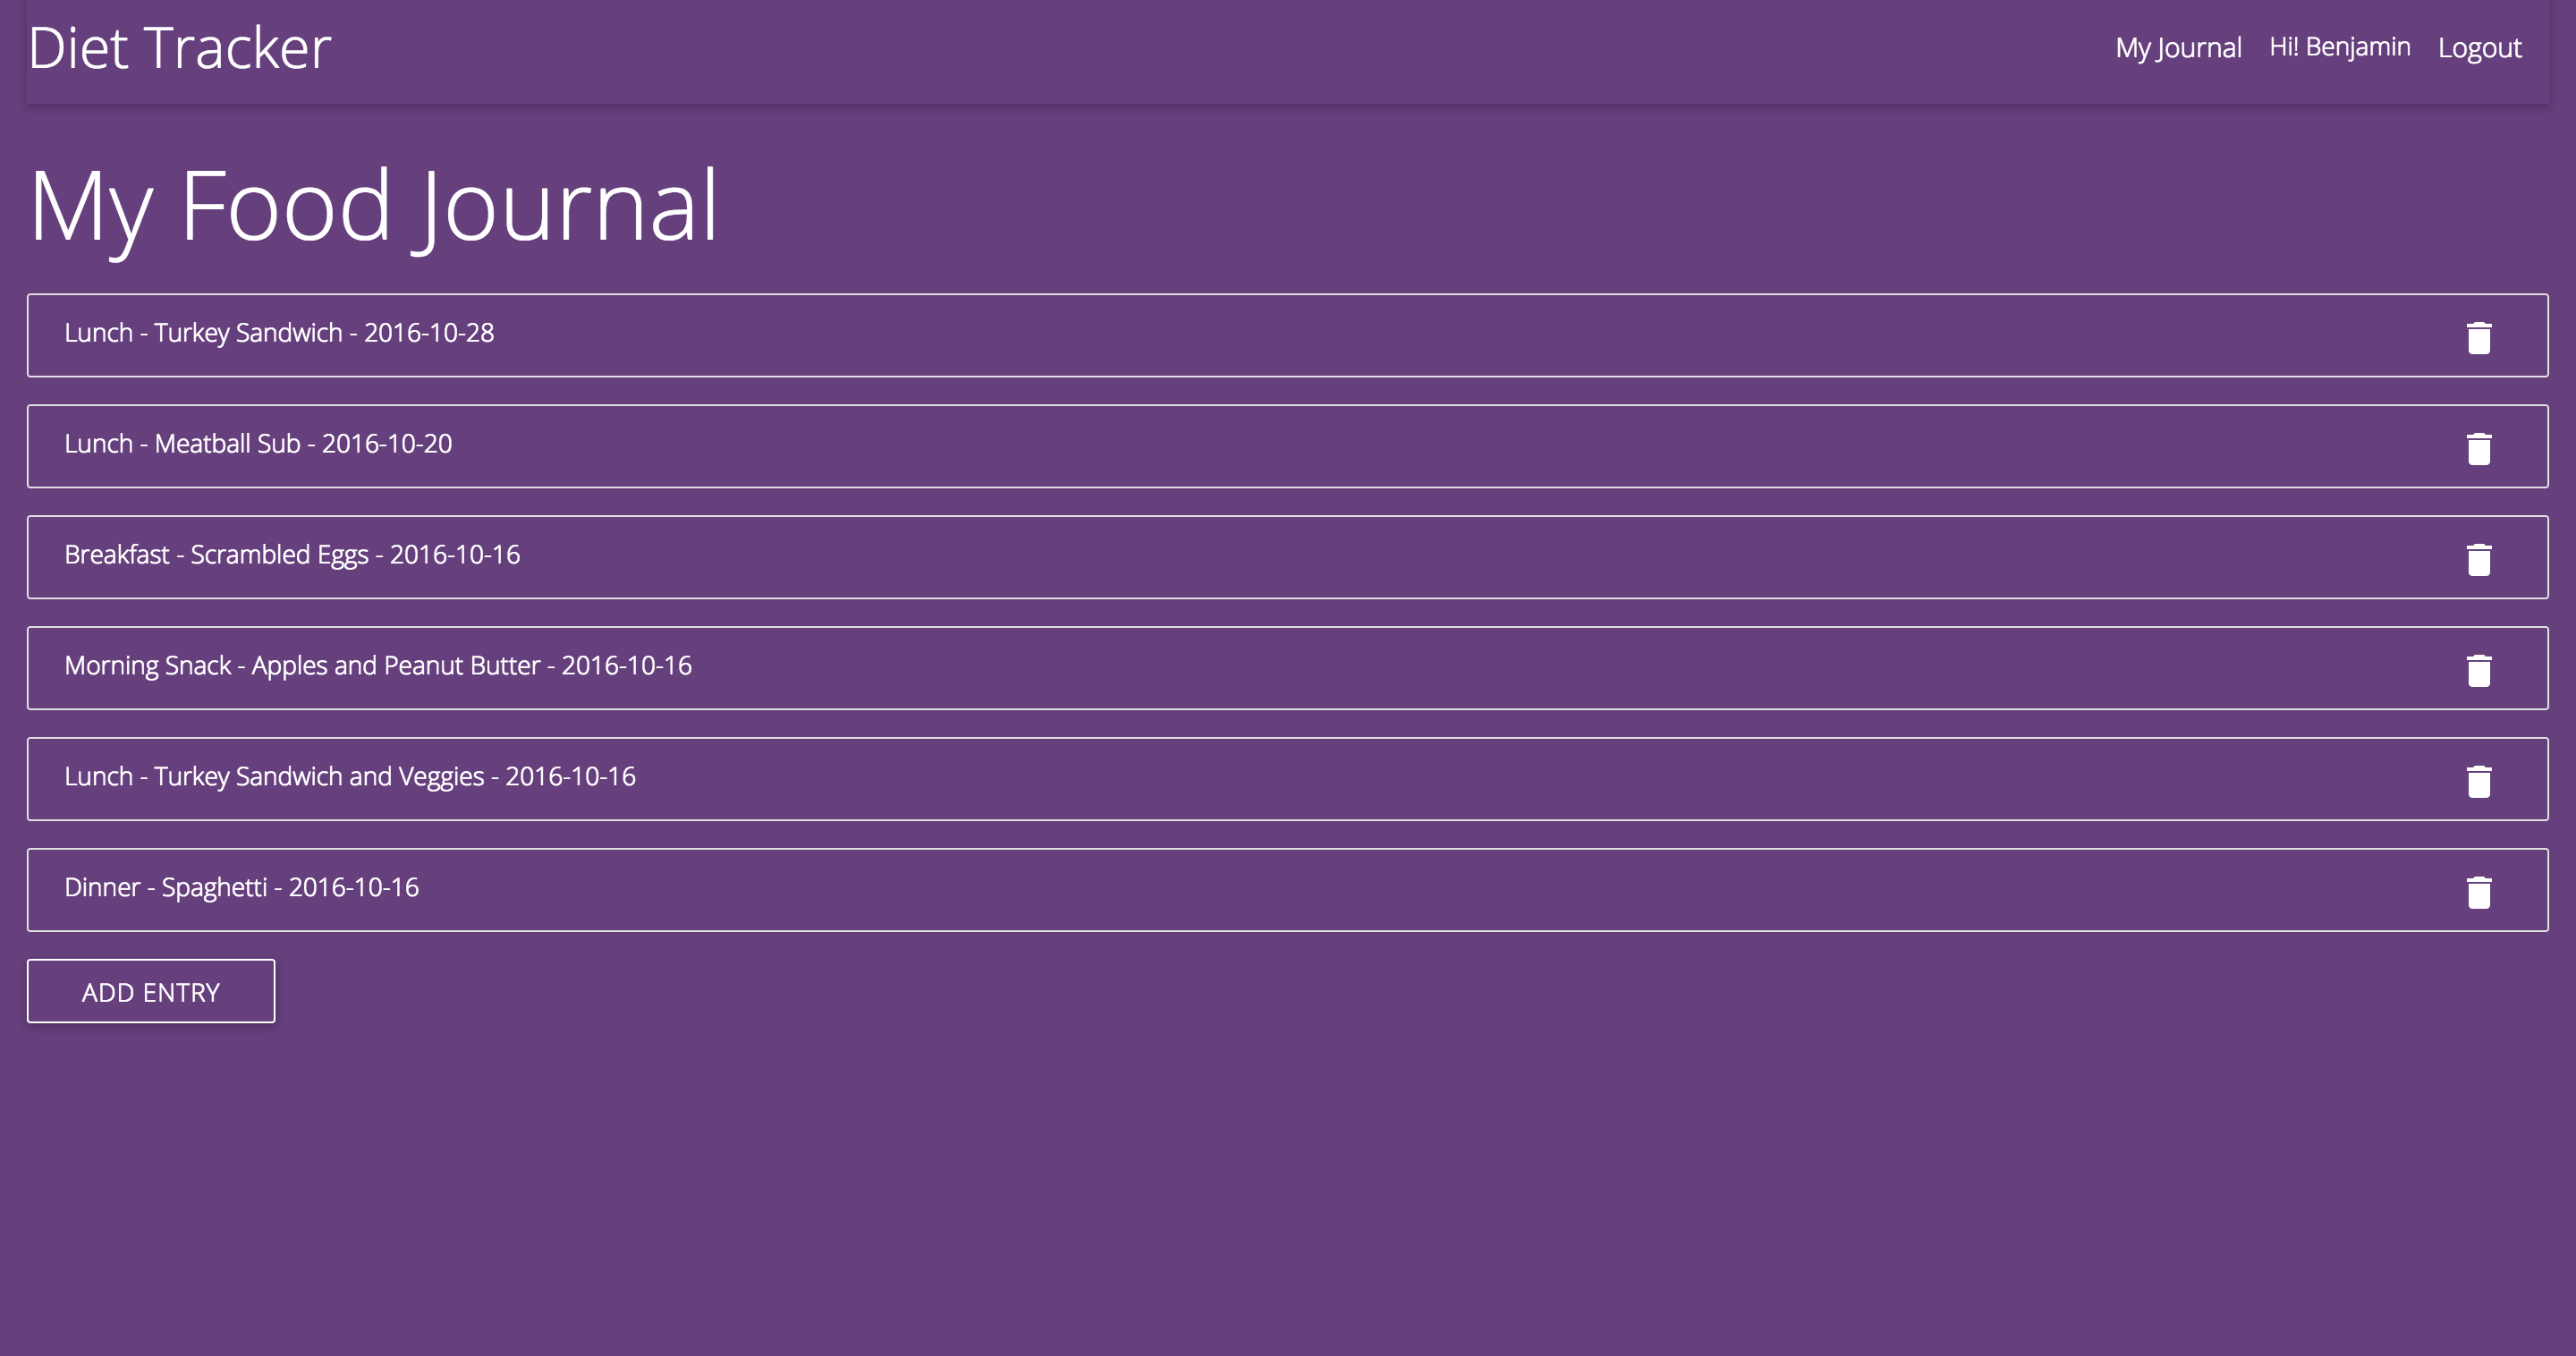 Diet Tracker
My Journal Hi! Benjamin Logout
My Food Journal
Lunch - Turkey Sandwich - 2016-10-28
Lunch - Meatball Sub - 2016-10-20
Breakfast - Scrambled Eggs - 2016-10-16
Morning Snack - Apples and Peanut Butter - 2016-10-16
Lunch - Turkey Sandwich and Veggies - 2016-10-16
Dinner - Spaghetti - 2016-10-16
ADD ENTRY